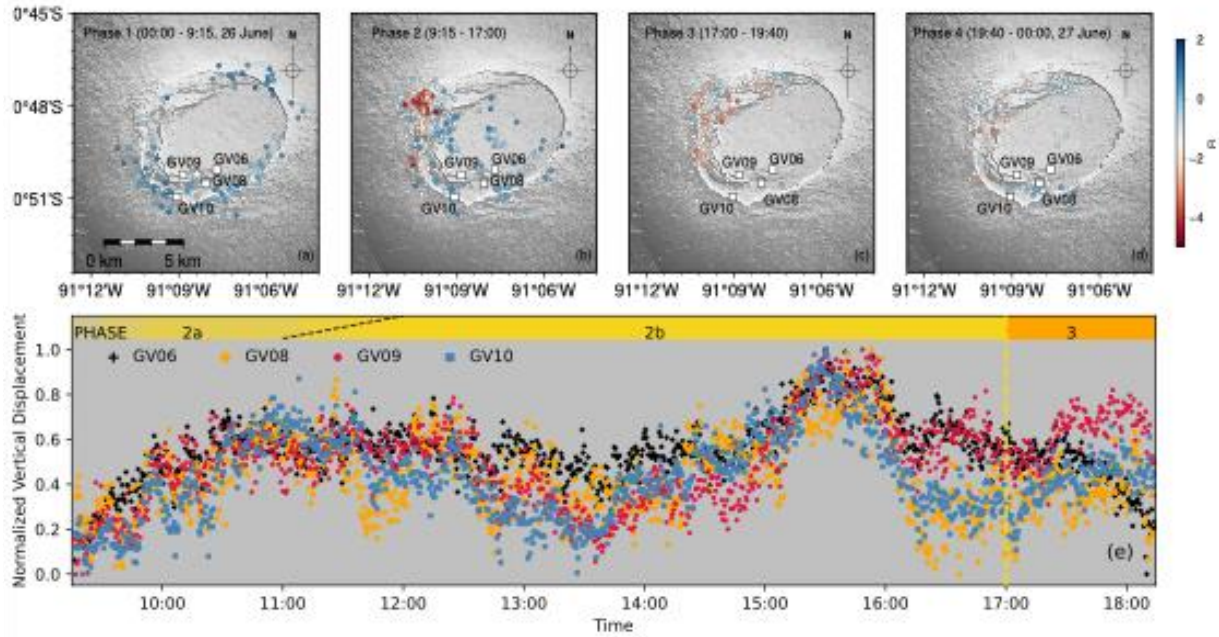 0°45'S
0°48'S
0°51'S
Phase 1 (00:00 - 9:15, 26 June)
N
GV09
GV06
GV08
GV10
0 km
5 km
(a)
Phase 2 (9:15 - 17:00)
N
GV09
GV06
GV08
GV10
(b)
Phase 3 (17:00 - 19:40)
N
GV09
GV06
GV08
GV10
(c)
Phase 4 (19:40 - 00:00, 27 June)
N
GV09
GV06
GV08
GV10
(d)
2
0
-2
-4
91°12'W 91°09'W 91°06'W
91°12'W 91°09'W 91°06'W
91°12'W 91°09'W 91°06'W
91°12'W 91°09'W 91°06'W
PHASE 2a 2b 3
GV06 GV08 GV09 GV10
Normalized Vertical Displacement
1.0
0.8
0.6
0.4
0.2
0.0
(e)
10:00 11:00 12:00 13:00 14:00 15:00 16:00 17:00 18:00
Time